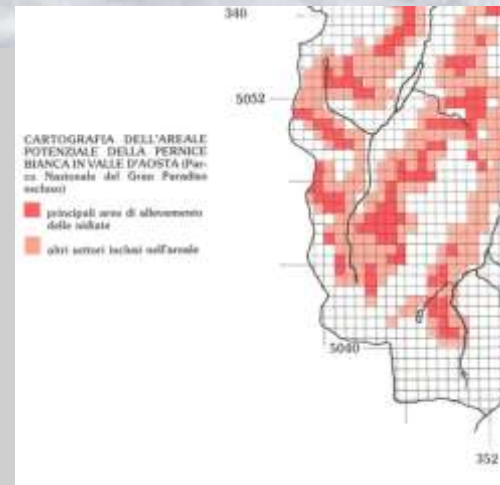 340
5052
CARTOGRAFIA DELL'AREALE
POTENZIALE DELLA PERNICE
BIANCA IN VALLE D'AOSTA (Par-
co Nazionale del Gran Paradiso
escluso)
principali aree di allevamento
delle nidiate
altri settori inclusi nell'areale
5040
352